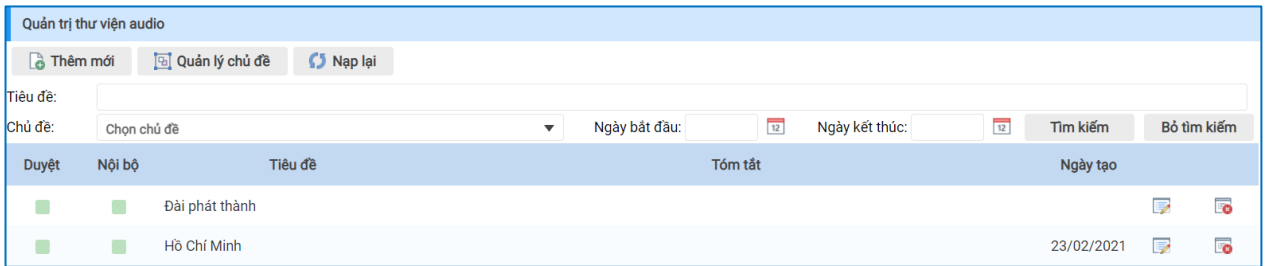 Quản trị thư viện audio
Thêm mới Quản lý chủ đề Nạp lại
Tiêu đề:
Chủ đề: Chọn chủ đề Ngày bắt đầu: 12 Ngày kết thúc: 12 Tìm kiếm Bỏ tìm kiếm
Duyệt Nội bộ Tiêu đề Tóm tắt Ngày tạo
Đài phát thành
Hồ Chí Minh 23/02/2021